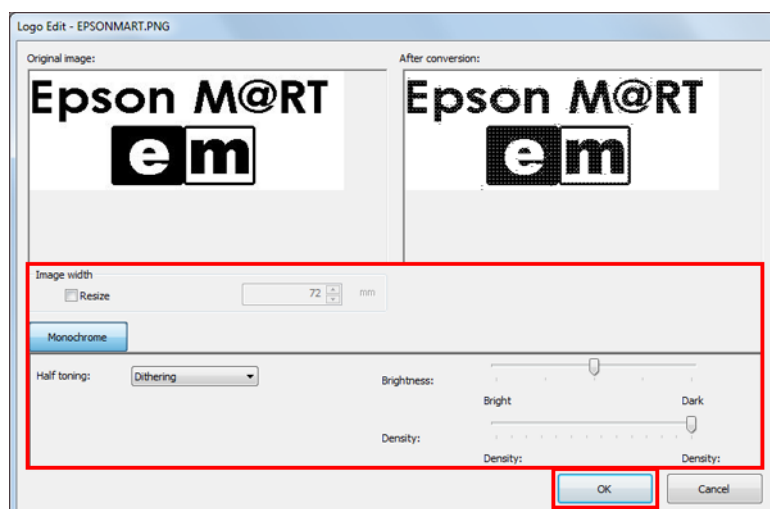 Logo Edit - EPSONMART.PNG
Original image:
After conversion:
Epson M@RT
em
Epson M@RT
em
Image width
Resize
72
mm
Monochrome
Half toning:
Dithering
Brightness:
Bright
Dark
Density:
Density:
Density:
OK
Cancel